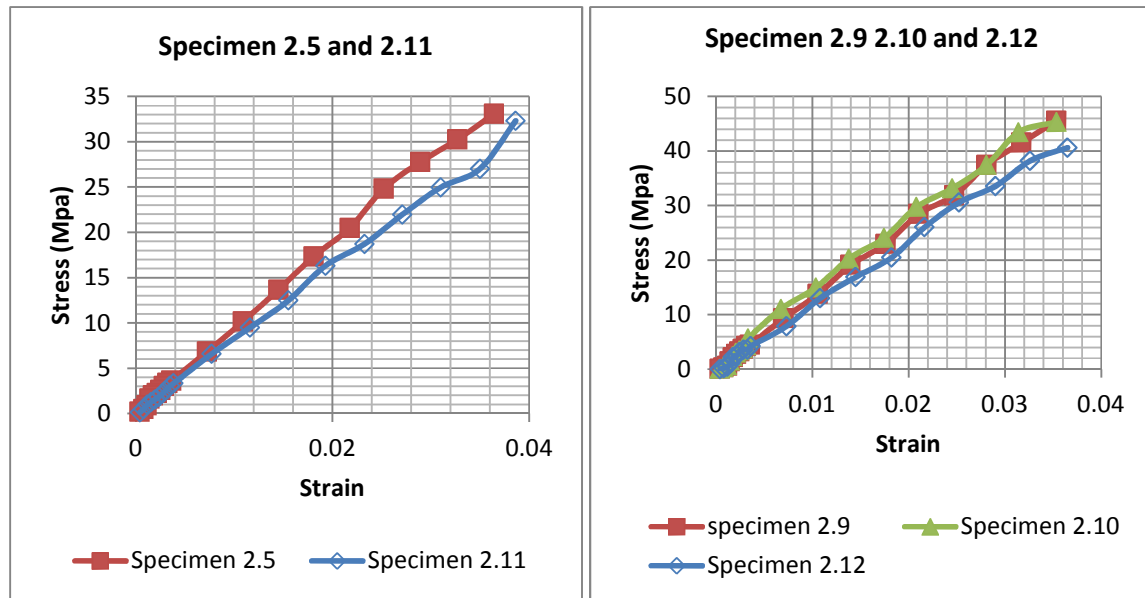 Specimen 2.5 and 2.11
35
30
25
20
15
10
5
0
Stress (Mpa)
0 0.02 0.04
Strain
Specimen 2.5 Specimen 2.11
Specimen 2.9 2.10 and 2.12
50
40
30
20
10
0
Stress (Mpa)
0 0.01 0.02 0.03 0.04
Strain
specimen 2.9 Specimen 2.10
Specimen 2.12